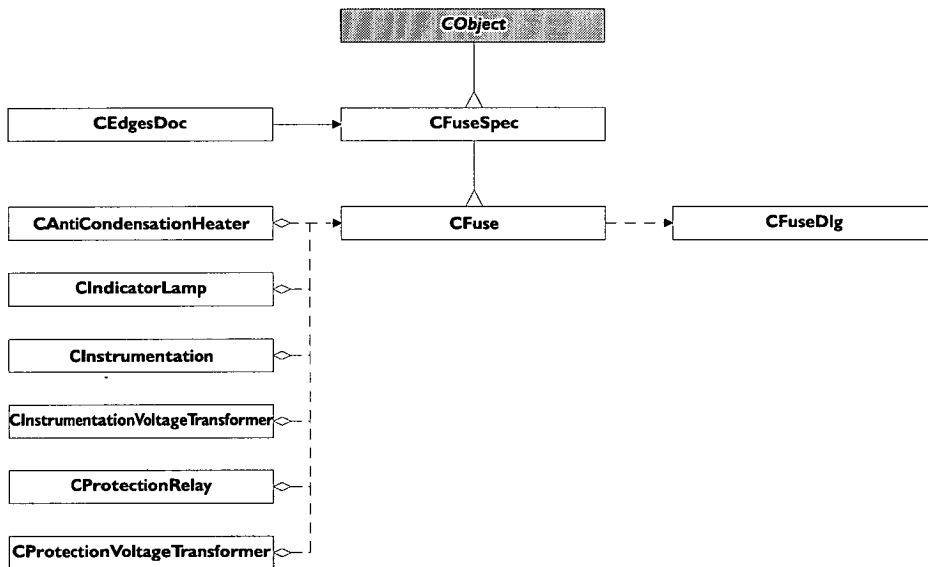 CObject
CEdgesDoc
CFuseSpec
CAntiCondensationHeater
CFuse
CFuseDlg
CIndicatorLamp
CInstrumentation
CInstrumentationVoltageTransformer
CProtectionRelay
CProtectionVoltageTransformer